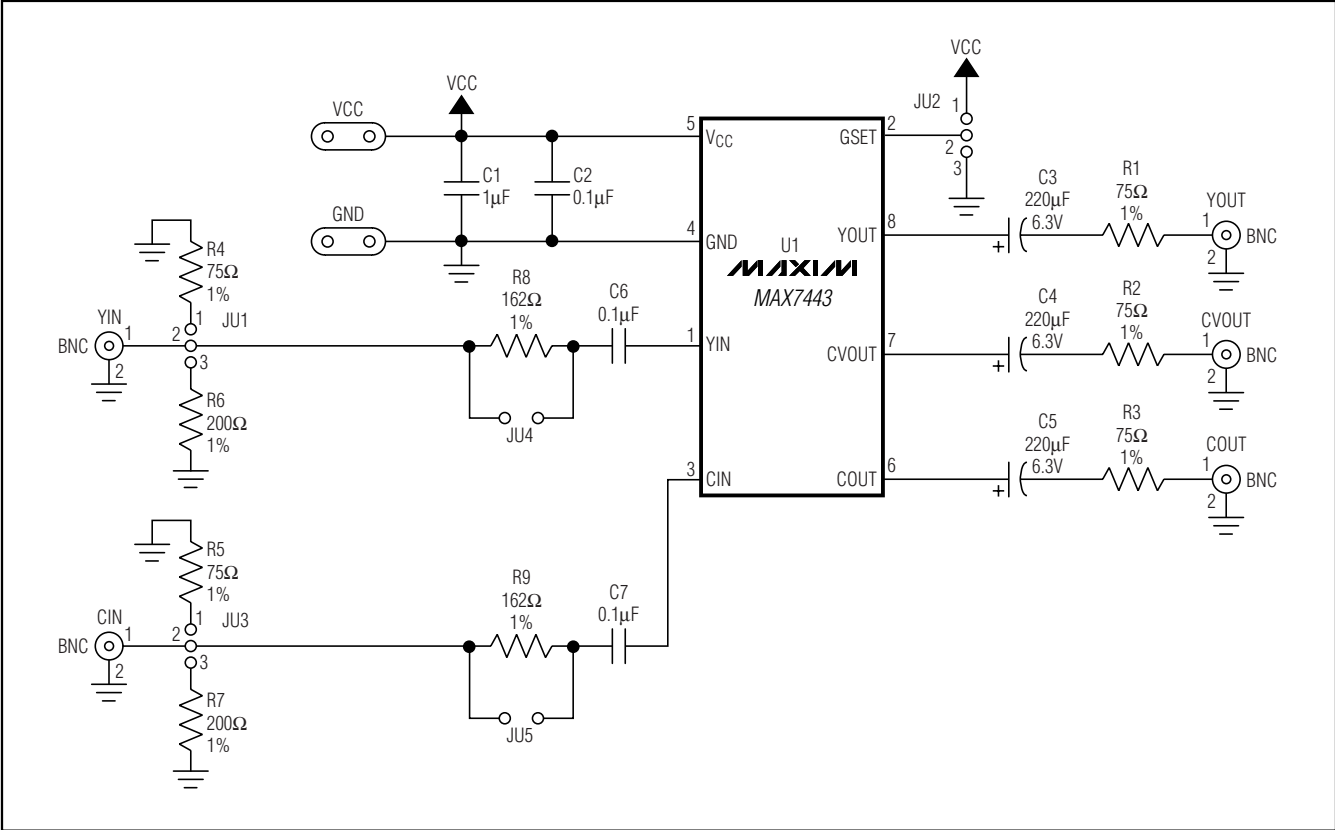 VCC
VCC
C1
1µF
C2
0.1µF
GND
5
VCC
4
GND
U1
MAXIM
MAX7443
2
GSET
JU2
VCC
1
2
3
8
YOUT
C3
220µF
6.3V
+
R1
75Ω
1%
YOUT
1
BNC
2
7
CVOUT
C4
220µF
6.3V
+
R2
75Ω
1%
CVOUT
1
BNC
2
6
COUT
C5
220µF
6.3V
+
R3
75Ω
1%
COUT
1
BNC
2
R4
75Ω
1%
YIN
BNC
1
2
1
JU1
2
3
R6
200Ω
1%
R8
162Ω
1%
JU4
C6
0.1µF
1
YIN
3
CIN
R5
75Ω
1%
CIN
BNC
1
2
1
JU3
2
3
R7
200Ω
1%
R9
162Ω
1%
JU5
C7
0.1µF